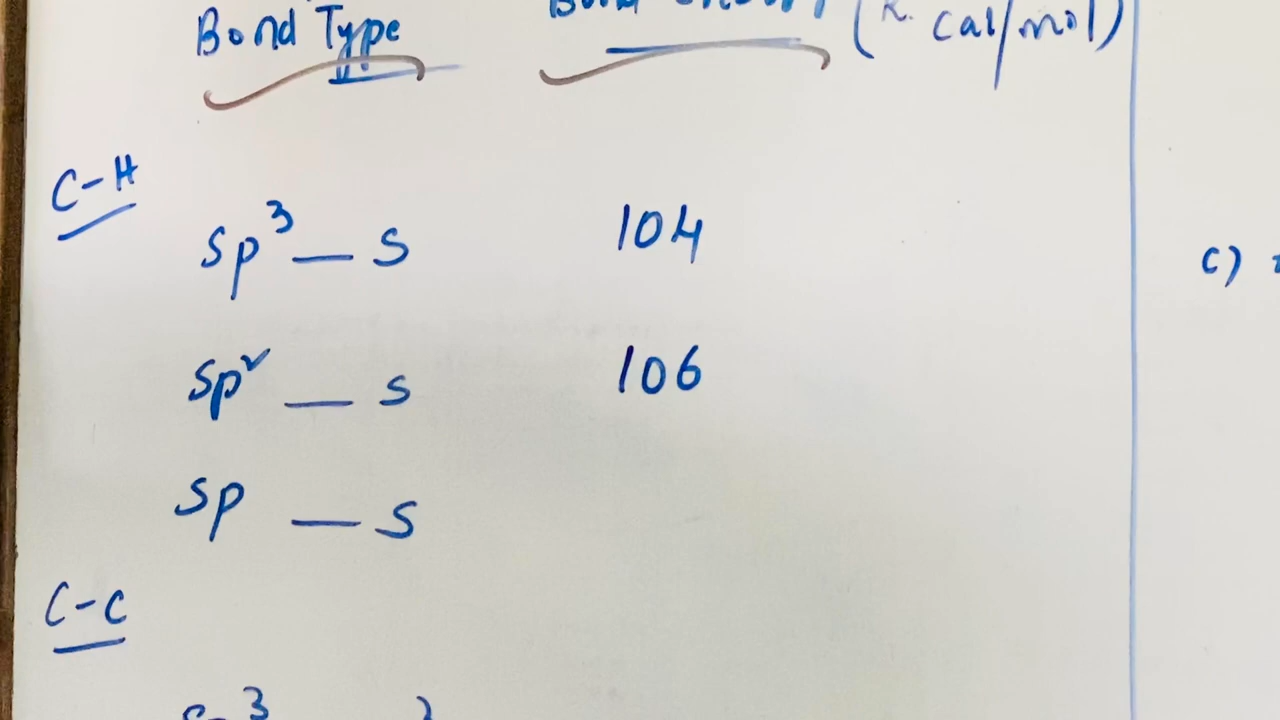 Bond Type (K. Cal/mol)
C-H
sp³ — s 104
sp² — s 106
sp — s
C-C
c)